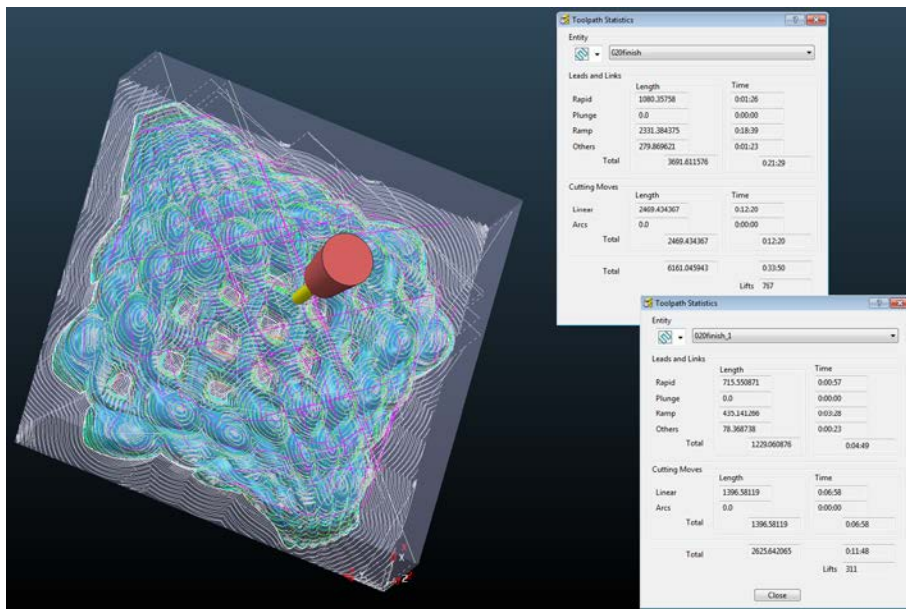 Toolpath Statistics
Entity
020finish
Leads and Links
Length Time
Rapid 1080.35758 0:01:26
Plunge 0.0 0:00:00
Ramp 2331.384375 0:18:39
Others 279.869621 0:01:23
Total 3691.611576 0:21:29
Cutting Moves Length Time
Linear 2469.434367 0:12:20
Arcs 0.0 0:00:00
Total 2469.434367 0:12:20
Total 6161.045943 0:33:50
Lifts 767
Toolpath Statistics
Entity
020finish_1
Leads and Links
Length Time
Rapid 715.550871 0:00:57
Plunge 0.0 0:00:00
Ramp 435.141266 0:03:28
Others 78.368738 0:00:23
Total 1229.060876 0:04:49
Cutting Moves Length Time
Linear 1396.58119 0:06:58
Arcs 0.0 0:00:00
Total 1396.58119 0:06:58
Total 2625.642065 0:11:48
Lifts 311
Close
X
Z